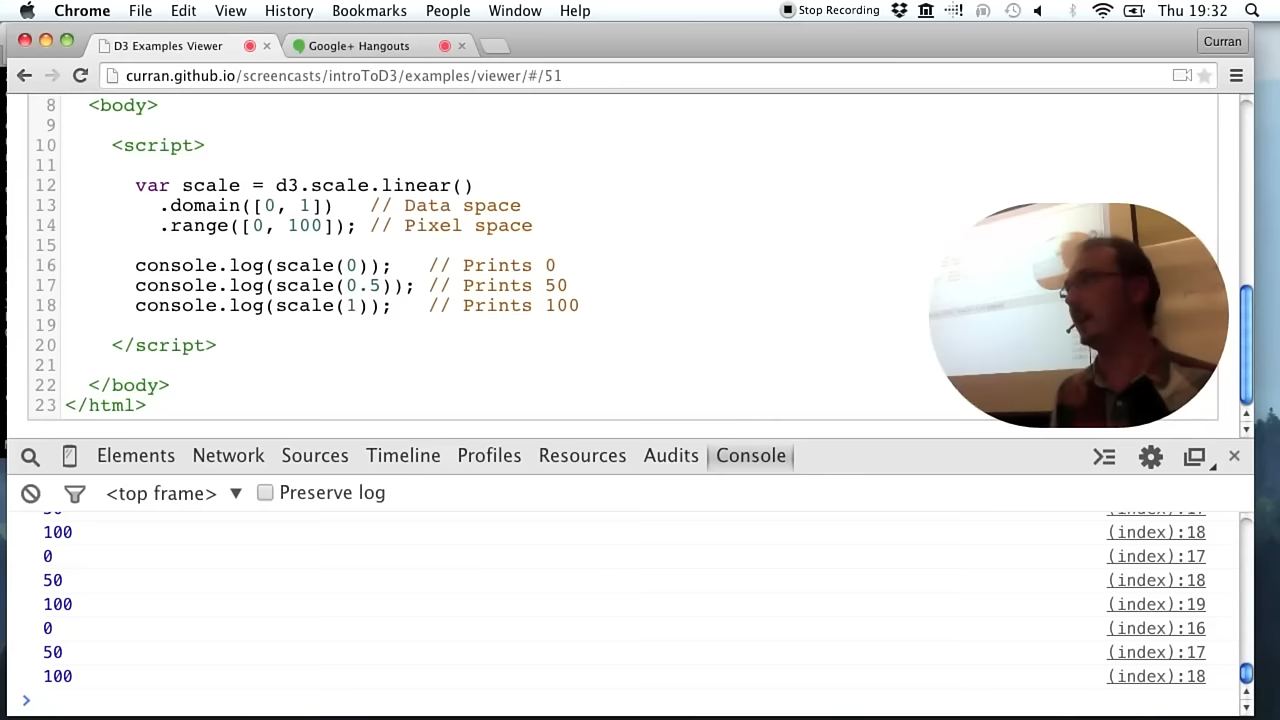 Chrome File Edit View History Bookmarks People Window Help Stop Recording Thu 19:32
D3 Examples Viewer × Google+ Hangouts × Curran
curran.github.io/screencasts/introToD3/examples/viewer/#/51
8 <body>
9
10 <script>
11
12 var scale = d3.scale.linear()
13 .domain([0, 1]) // Data space
14 .range([0, 100]); // Pixel space
15
16 console.log(scale(0)); // Prints 0
17 console.log(scale(0.5)); // Prints 50
18 console.log(scale(1)); // Prints 100
19
20 </script>
21
22 </body>
23 </html>
Elements Network Sources Timeline Profiles Resources Audits Console ×
<top frame> ▼ Preserve log
100 (index):18
0 (index):17
50 (index):18
100 (index):19
0 (index):16
50 (index):17
100 (index):18
>